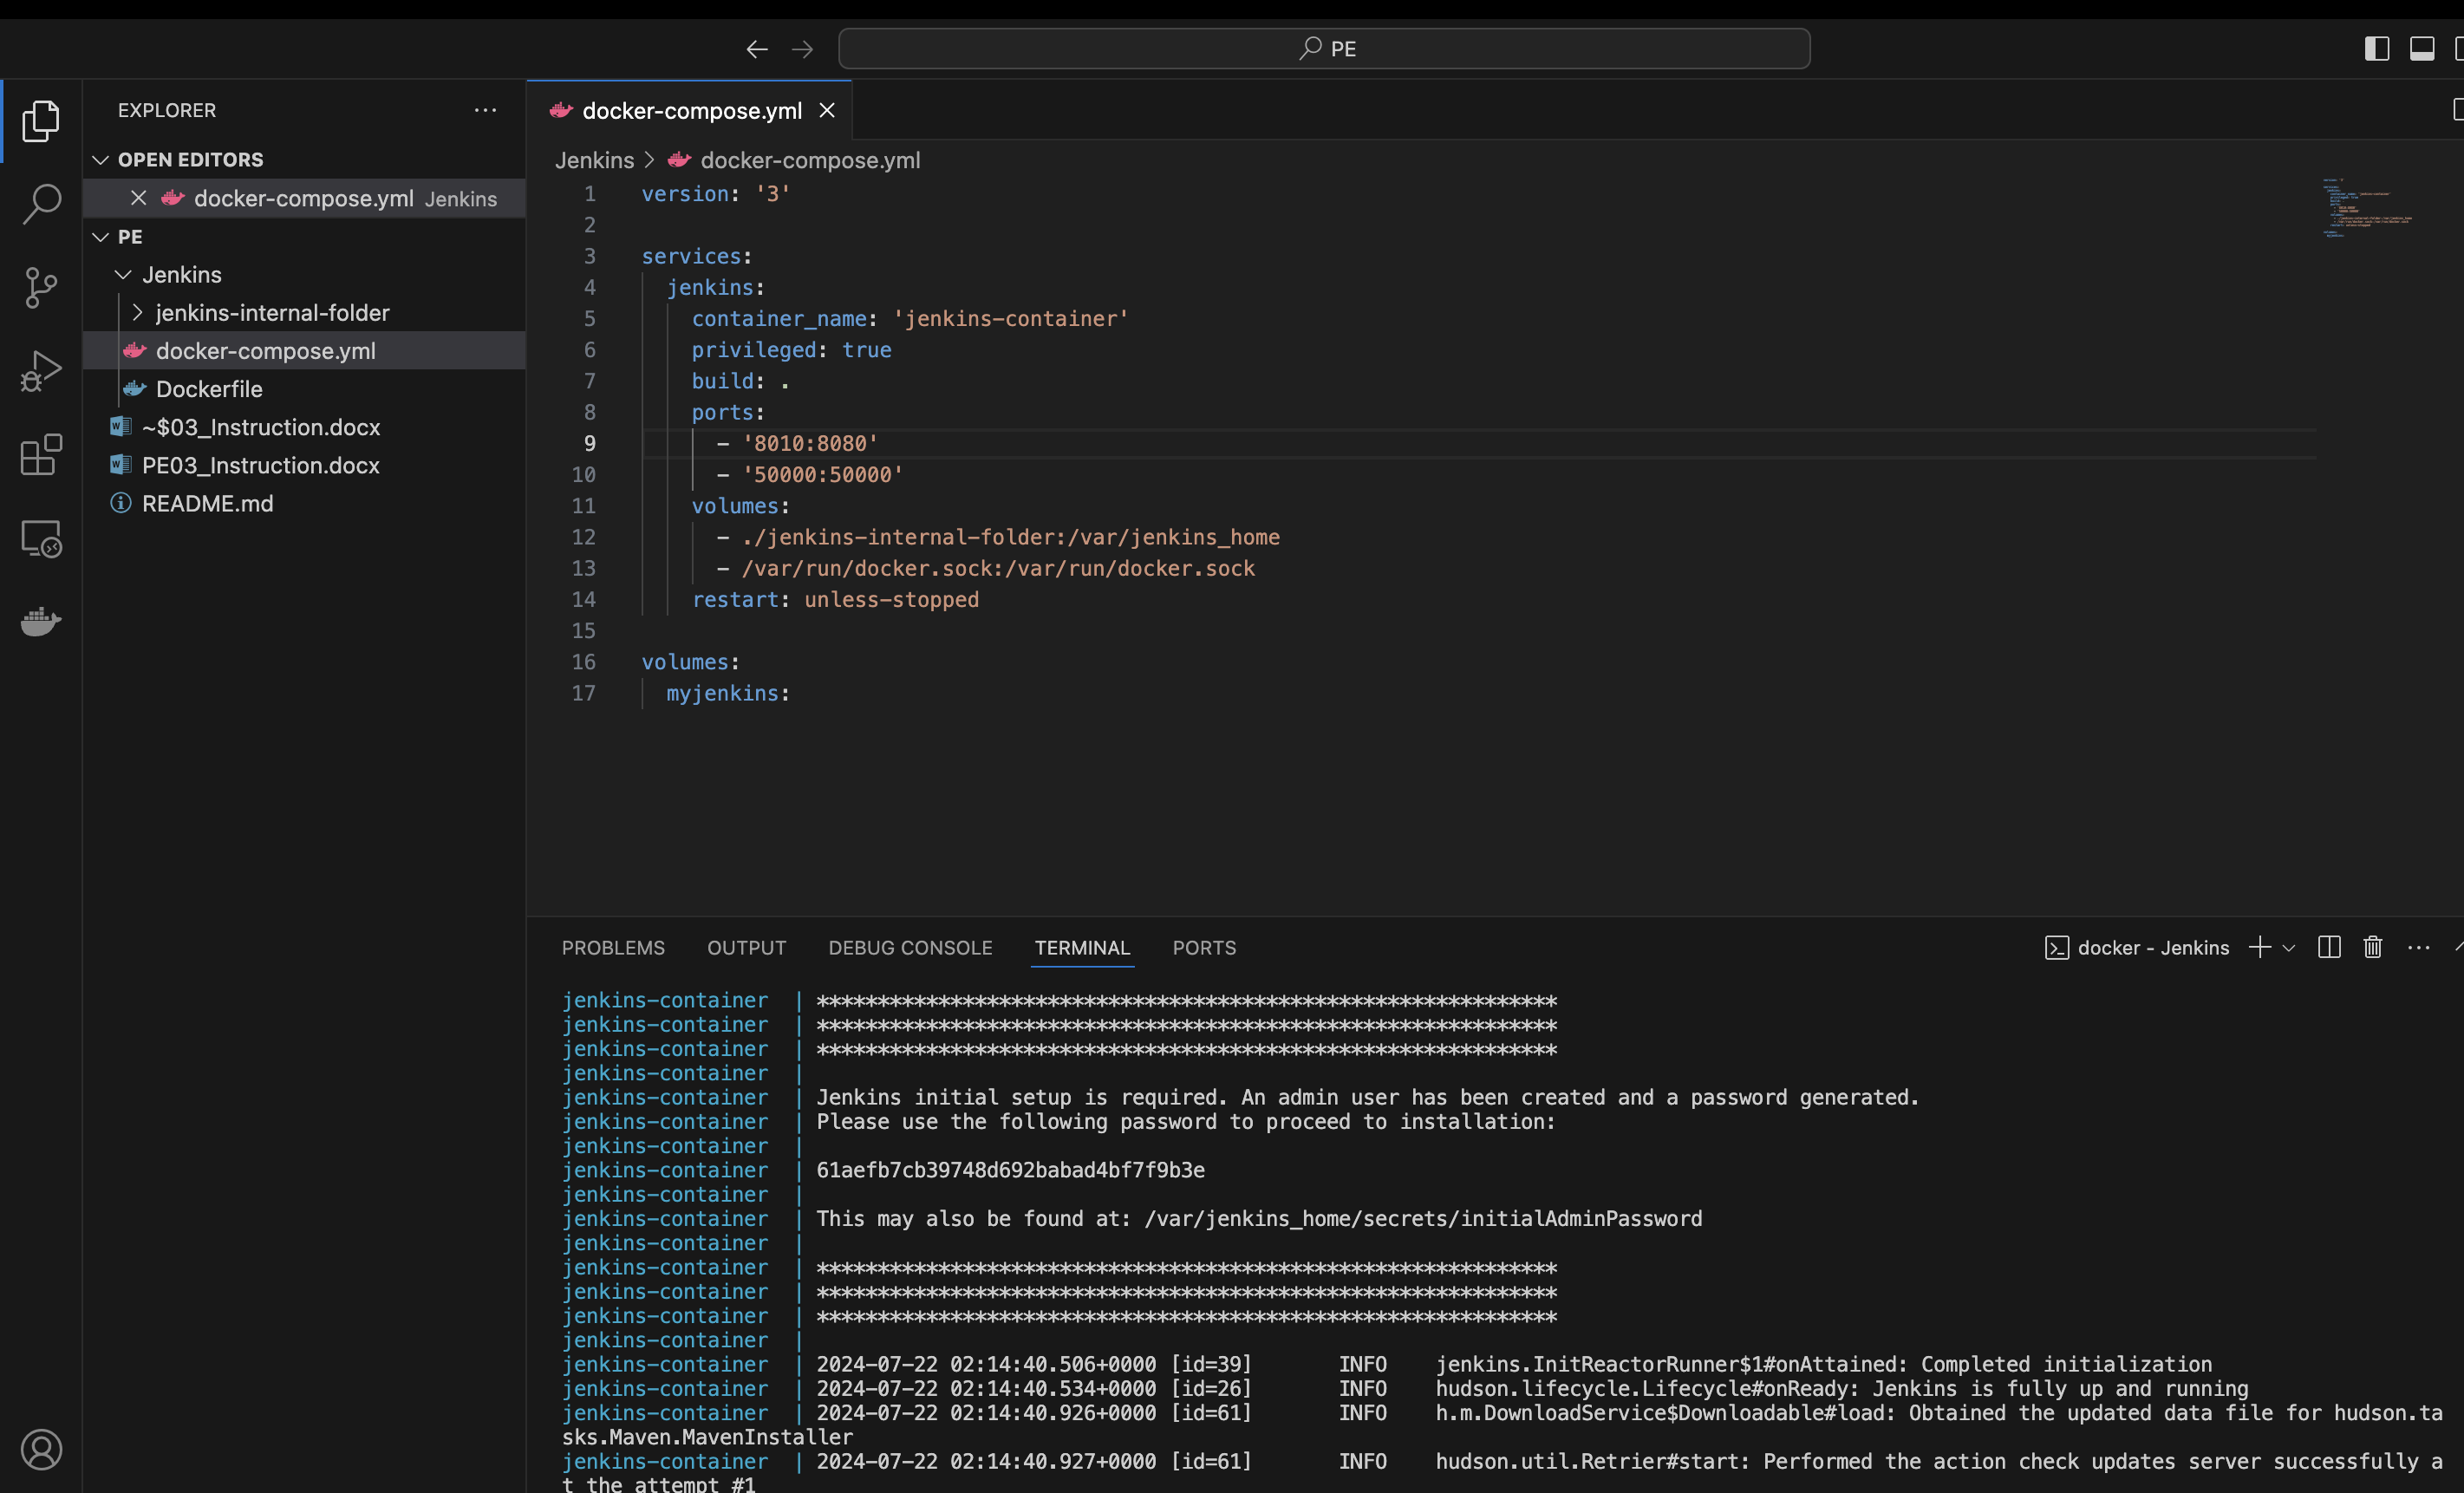 PE
EXPLORER
OPEN EDITORS
docker-compose.yml Jenkins
PE
Jenkins
jenkins-internal-folder
docker-compose.yml
Dockerfile
~$03_Instruction.docx
PE03_Instruction.docx
README.md
docker-compose.yml
Jenkins > docker-compose.yml
1 version: '3'
2
3 services:
4 jenkins:
5 container_name: 'jenkins-container'
6 privileged: true
7 build: .
8 ports:
9 - '8010:8080'
10 - '50000:50000'
11 volumes:
12 - ./jenkins-internal-folder:/var/jenkins_home
13 - /var/run/docker.sock:/var/run/docker.sock
14 restart: unless-stopped
15
16 volumes:
17 myjenkins:
PROBLEMS OUTPUT DEBUG CONSOLE TERMINAL PORTS docker - Jenkins
jenkins-container | *************************************************************
jenkins-container | *************************************************************
jenkins-container | *************************************************************
jenkins-container |
jenkins-container | Jenkins initial setup is required. An admin user has been created and a password generated.
jenkins-container | Please use the following password to proceed to installation:
jenkins-container |
jenkins-container | 61aefb7cb39748d692babad4bf7f9b3e
jenkins-container |
jenkins-container | This may also be found at: /var/jenkins_home/secrets/initialAdminPassword
jenkins-container |
jenkins-container | *************************************************************
jenkins-container | *************************************************************
jenkins-container | *************************************************************
jenkins-container |
jenkins-container | 2024-07-22 02:14:40.506+0000 [id=39] INFO jenkins.InitReactorRunner$1#onAttained: Completed initialization
jenkins-container | 2024-07-22 02:14:40.534+0000 [id=26] INFO hudson.lifecycle.Lifecycle#onReady: Jenkins is fully up and running
jenkins-container | 2024-07-22 02:14:40.926+0000 [id=61] INFO h.m.DownloadService$Downloadable#load: Obtained the updated data file for hudson.ta
sks.Maven.MavenInstaller
jenkins-container | 2024-07-22 02:14:40.927+0000 [id=61] INFO hudson.util.Retrier#start: Performed the action check updates server successfully a
t the attempt #1